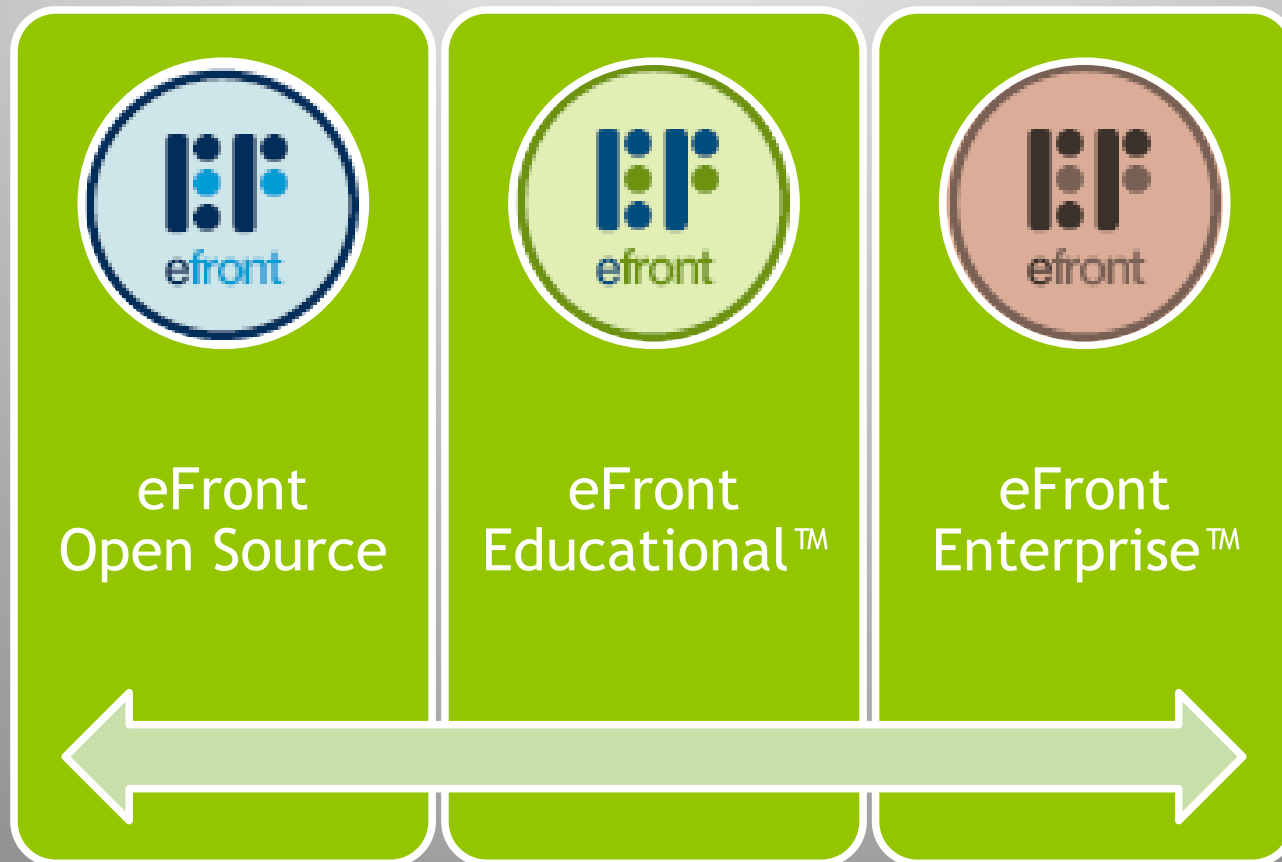 efront
efront
efront
eFront
Open Source
eFront
Educational™
eFront
Enterprise™